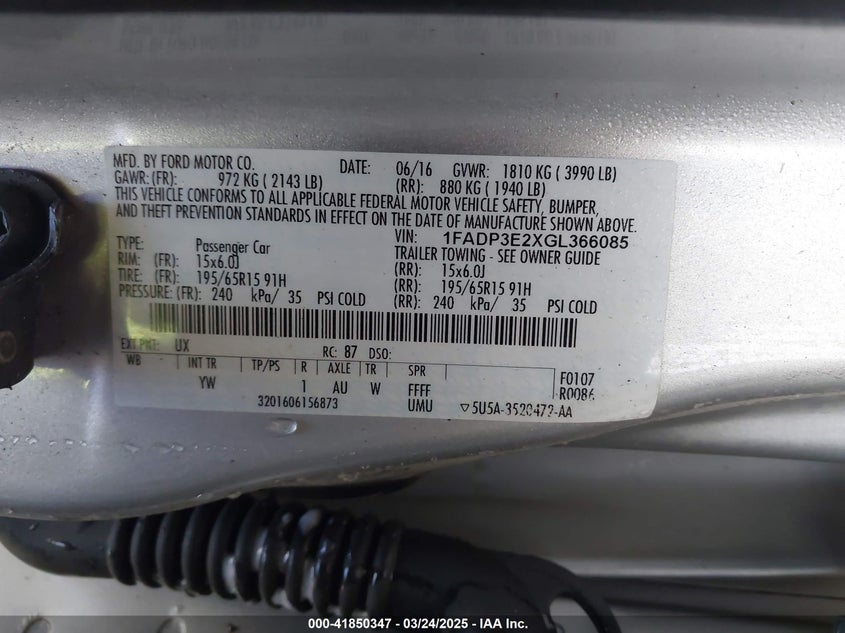 MFD. BY FORD MOTOR CO. DATE: 06/16 GVWR: 1810 KG ( 3990 LB)
GAWR: (FR): 972 KG ( 2143 LB) (RR): 880 KG ( 1940 LB)
THIS VEHICLE CONFORMS TO ALL APPLICABLE FEDERAL MOTOR VEHICLE SAFETY, BUMPER,
AND THEFT PREVENTION STANDARDS IN EFFECT ON THE DATE OF MANUFACTURE SHOWN ABOVE.
VIN: 1FADP3E2XGL366085
TYPE: Passenger Car TRAILER TOWING - SEE OWNER GUIDE
RIM: (FR): 15x6.0J (RR): 15x6.0J
TIRE: (FR): 195/65R15 91H (RR): 195/65R15 91H
PRESSURE: (FR): 240 kPa/ 35 PSI COLD (RR): 240 kPa/ 35 PSI COLD
EXT PNT: UX RC: 87 DSO:
WB INT TR TP/PS R AXLE TR SPR F0107
YW 1 AU W FFFF R0086
3201606156873 UMU ▽5U5A-3520472-AA
000-41850347 - 03/24/2025 - IAA Inc.